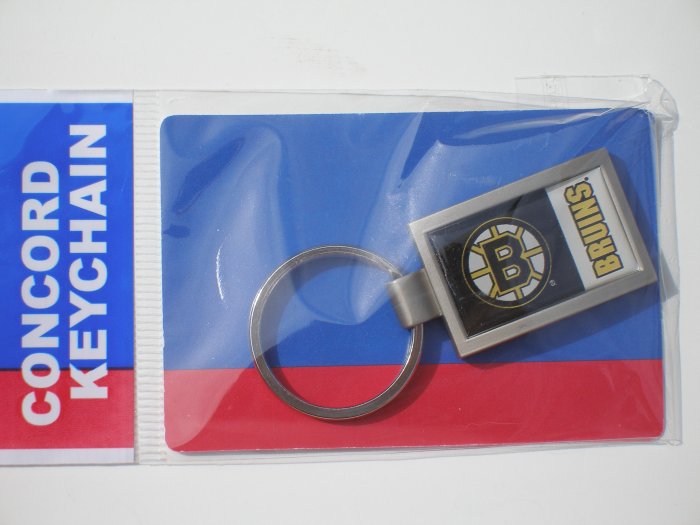 CONCORD
KEYCHAIN
B
®
BRUINS.